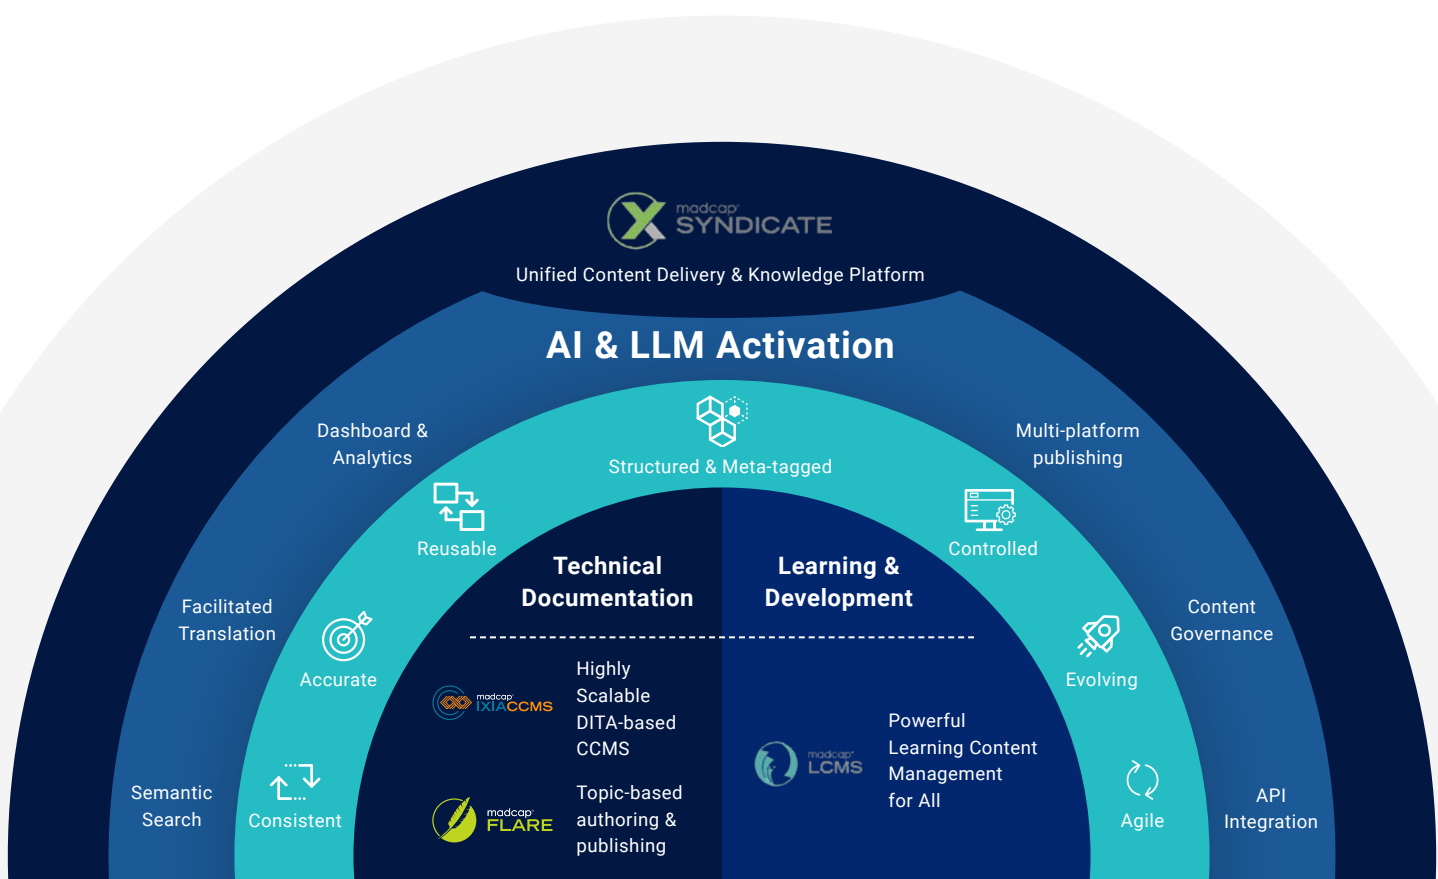 madcap
SYNDICATE
Unified Content Delivery & Knowledge Platform
AI & LLM Activation
Dashboard &
Analytics
Multi-platform
publishing
Structured & Meta-tagged
Reusable
Controlled
Facilitated
Translation
Content
Governance
Accurate
Evolving
Semantic
Search
Consistent
Agile
API
Integration
Technical
Documentation
madcap
IXIACCMS
Highly
Scalable
DITA-based
CCMS
madcap
FLARE
Topic-based
authoring &
publishing
Learning &
Development
madcap
LCMS
Powerful
Learning Content
Management
for All